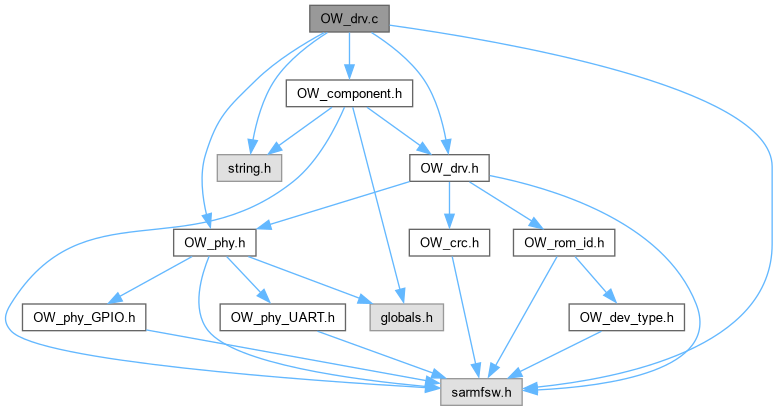 OW_drv.c
OW_component.h
string.h
OW_drv.h
OW_phy.h
OW_crc.h
OW_rom_id.h
OW_phy_GPIO.h
OW_phy_UART.h
globals.h
OW_dev_type.h
sarmfsw.h